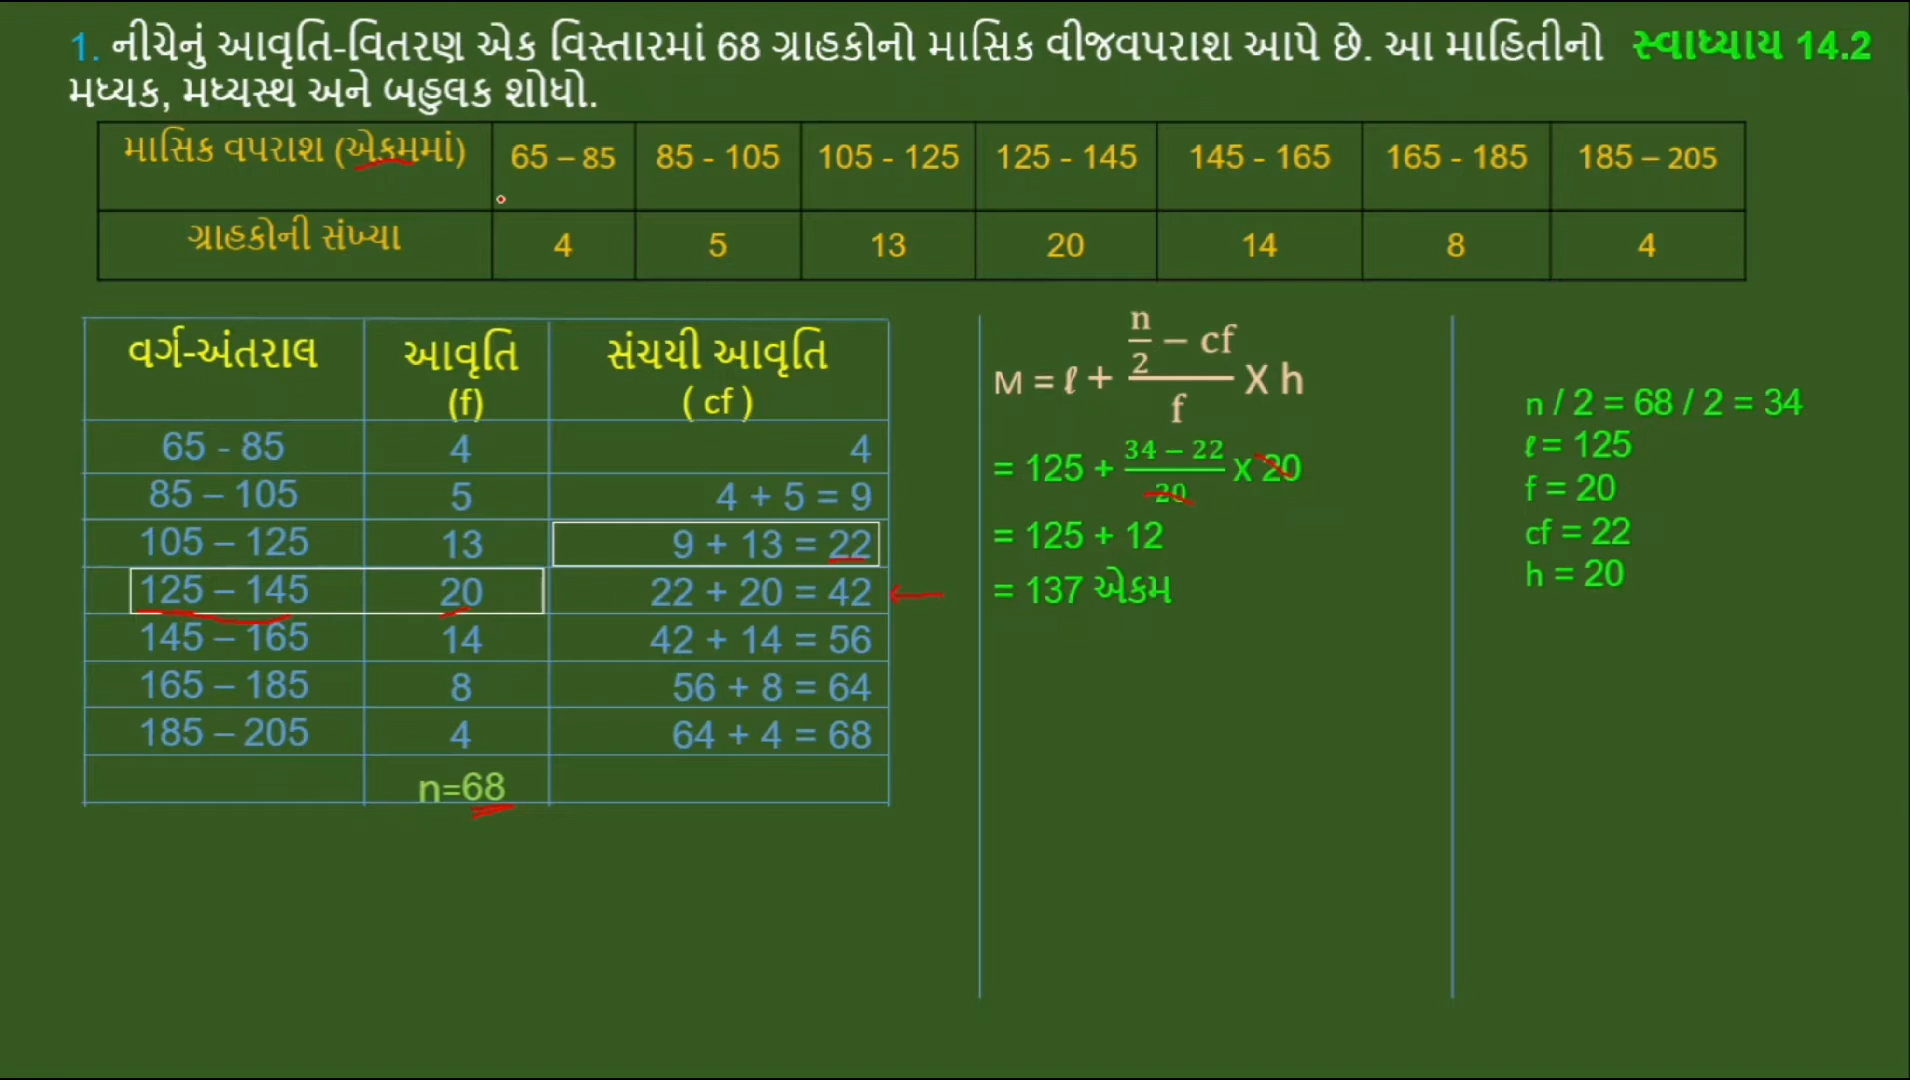 1. નીચેનું આવૃતિ-વિતરણ એક વિસ્તારમાં 68 ગ્રાહકોનો માસિક વીજવપરાશ આપે છે. આ માહિતીનો સ્વાધ્યાય 14.2
મધ્યક, મધ્યસ્થ અને બહુલક શોધો.
માસિક વપરાશ (એકમમાં) 65 – 85 85 - 105 105 - 125 125 - 145 145 - 165 165 - 185 185 – 205
ગ્રાહકોની સંખ્યા 4 5 13 20 14 8 4
વર્ગ-અંતરાલ આવૃતિ (f) સંચયી આવૃતિ ( cf )
65 - 85 4 4
85 – 105 5 4 + 5 = 9
105 – 125 13 9 + 13 = 22
125 – 145 20 22 + 20 = 42
145 – 165 14 42 + 14 = 56
165 – 185 8 56 + 8 = 64
185 – 205 4 64 + 4 = 68
n=68
M = ℓ + (n/2 − cf)/f X h
= 125 + (34 − 22)/20 X 20
= 125 + 12
= 137 એકમ
n / 2 = 68 / 2 = 34
ℓ = 125
f = 20
cf = 22
h = 20